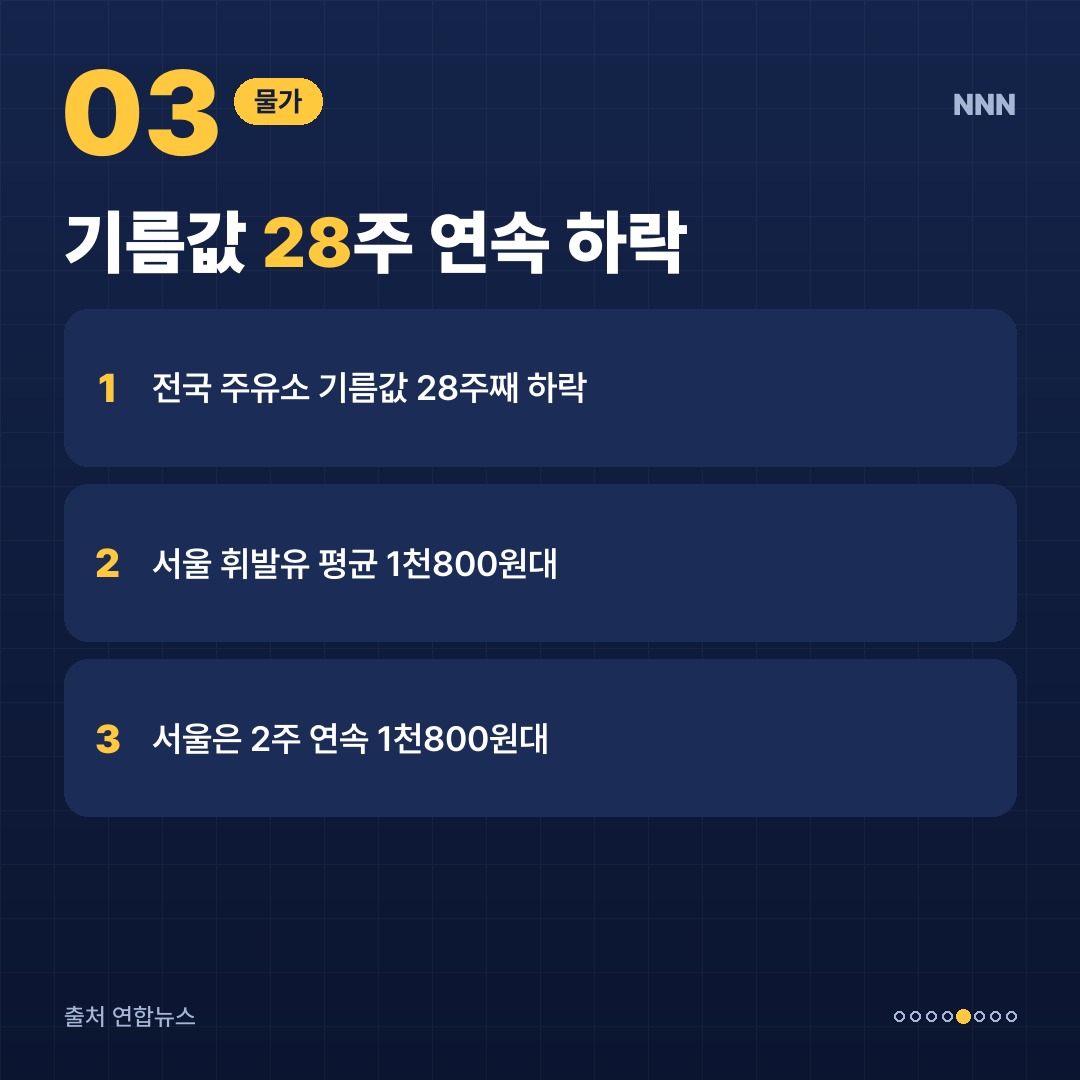 03 물가
NNN
기름값 28주 연속 하락
1 전국 주유소 기름값 28주째 하락
2 서울 휘발유 평균 1천800원대
3 서울은 2주 연속 1천800원대
출처 연합뉴스